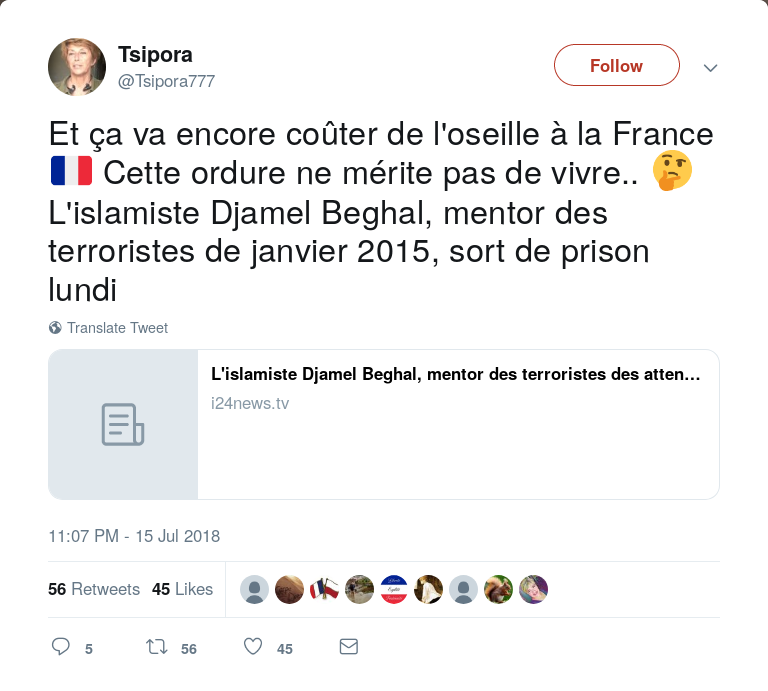 Tsipora
@Tsipora777
Follow
Et ça va encore coûter de l'oseille à la France
🇫🇷 Cette ordure ne mérite pas de vivre.. 🤔
L'islamiste Djamel Beghal, mentor des
terroristes de janvier 2015, sort de prison
lundi
Translate Tweet
L'islamiste Djamel Beghal, mentor des terroristes des atten…
i24news.tv
11:07 PM - 15 Jul 2018
56 Retweets 45 Likes
5 56 45